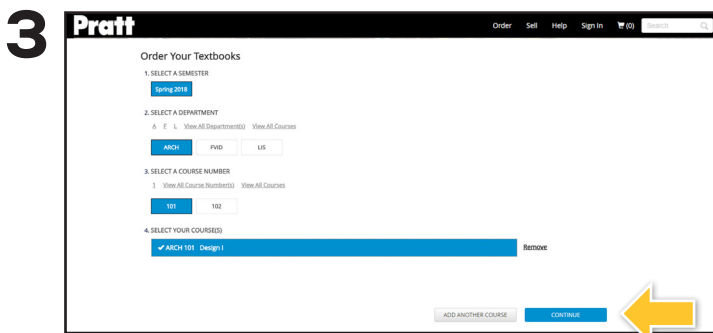 3
Pratt
Order Sell Help Sign In (0) Search
Order Your Textbooks
1. SELECT A SEMESTER
Spring 2018
2. SELECT A DEPARTMENT
A F L View All Department(s) View All Courses
ARCH FVID LIS
3. SELECT A COURSE NUMBER
1 View All Course Number(s) View All Courses
101 102
4. SELECT YOUR COURSE(S)
✔ ARCH 101 Design I Remove
ADD ANOTHER COURSE CONTINUE